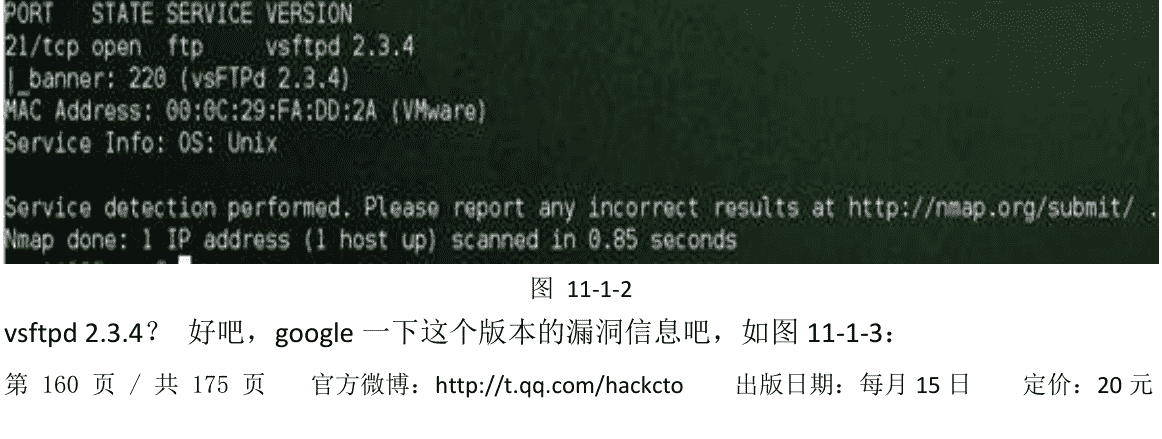 PORT STATE SERVICE VERSION
21/tcp open ftp vsftpd 2.3.4
|_banner: 220 (vsFTPd 2.3.4)
MAC Address: 00:0C:29:FA:DD:2A (VMware)
Service Info: OS: Unix
Service detection performed. Please report any incorrect results at http://nmap.org/submit/ .
Nmap done: 1 IP address (1 host up) scanned in 0.85 seconds
图 11-1-2
vsftpd 2.3.4？ 好吧，google 一下这个版本的漏洞信息吧，如图 11-1-3：
第 160 页 / 共 175 页 官方微博：http://t.qq.com/hackcto 出版日期：每月 15 日 定价：20 元